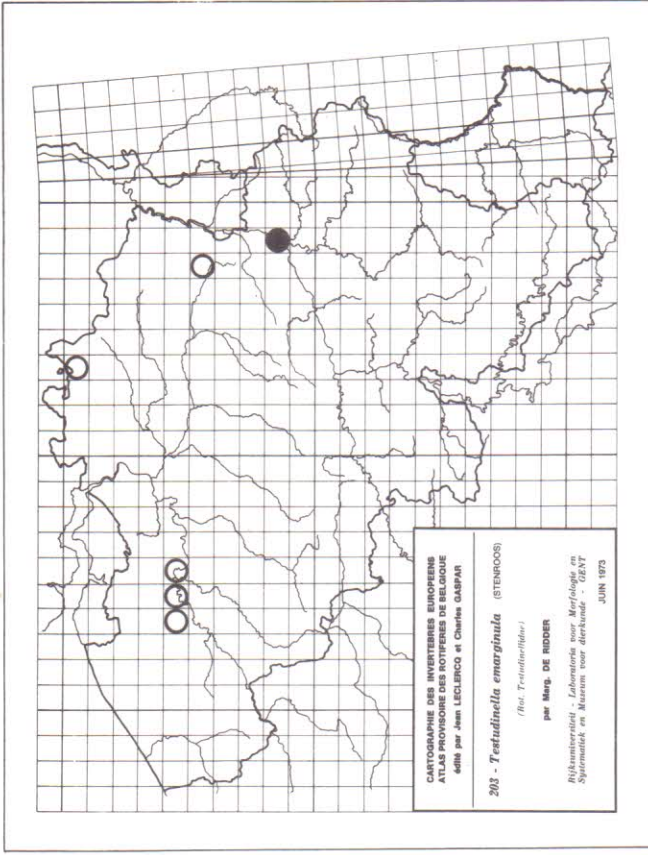 CARTOGRAPHIE DES INVERTEBRES EUROPEENS
ATLAS PROVISOIRE DES ROTIFERES DE BELGIQUE
édité par Jean LECLERCQ et Charles GASPAR
203 - Testudinella emarginula (STENROOS)
(Rot. Testudinellidae)
par Marg. DE RIDDER
Rijksuniversiteit - Laboratoria voor Morfologie en
Systematiek en Museum voor dierkunde - GENT
JUIN 1973